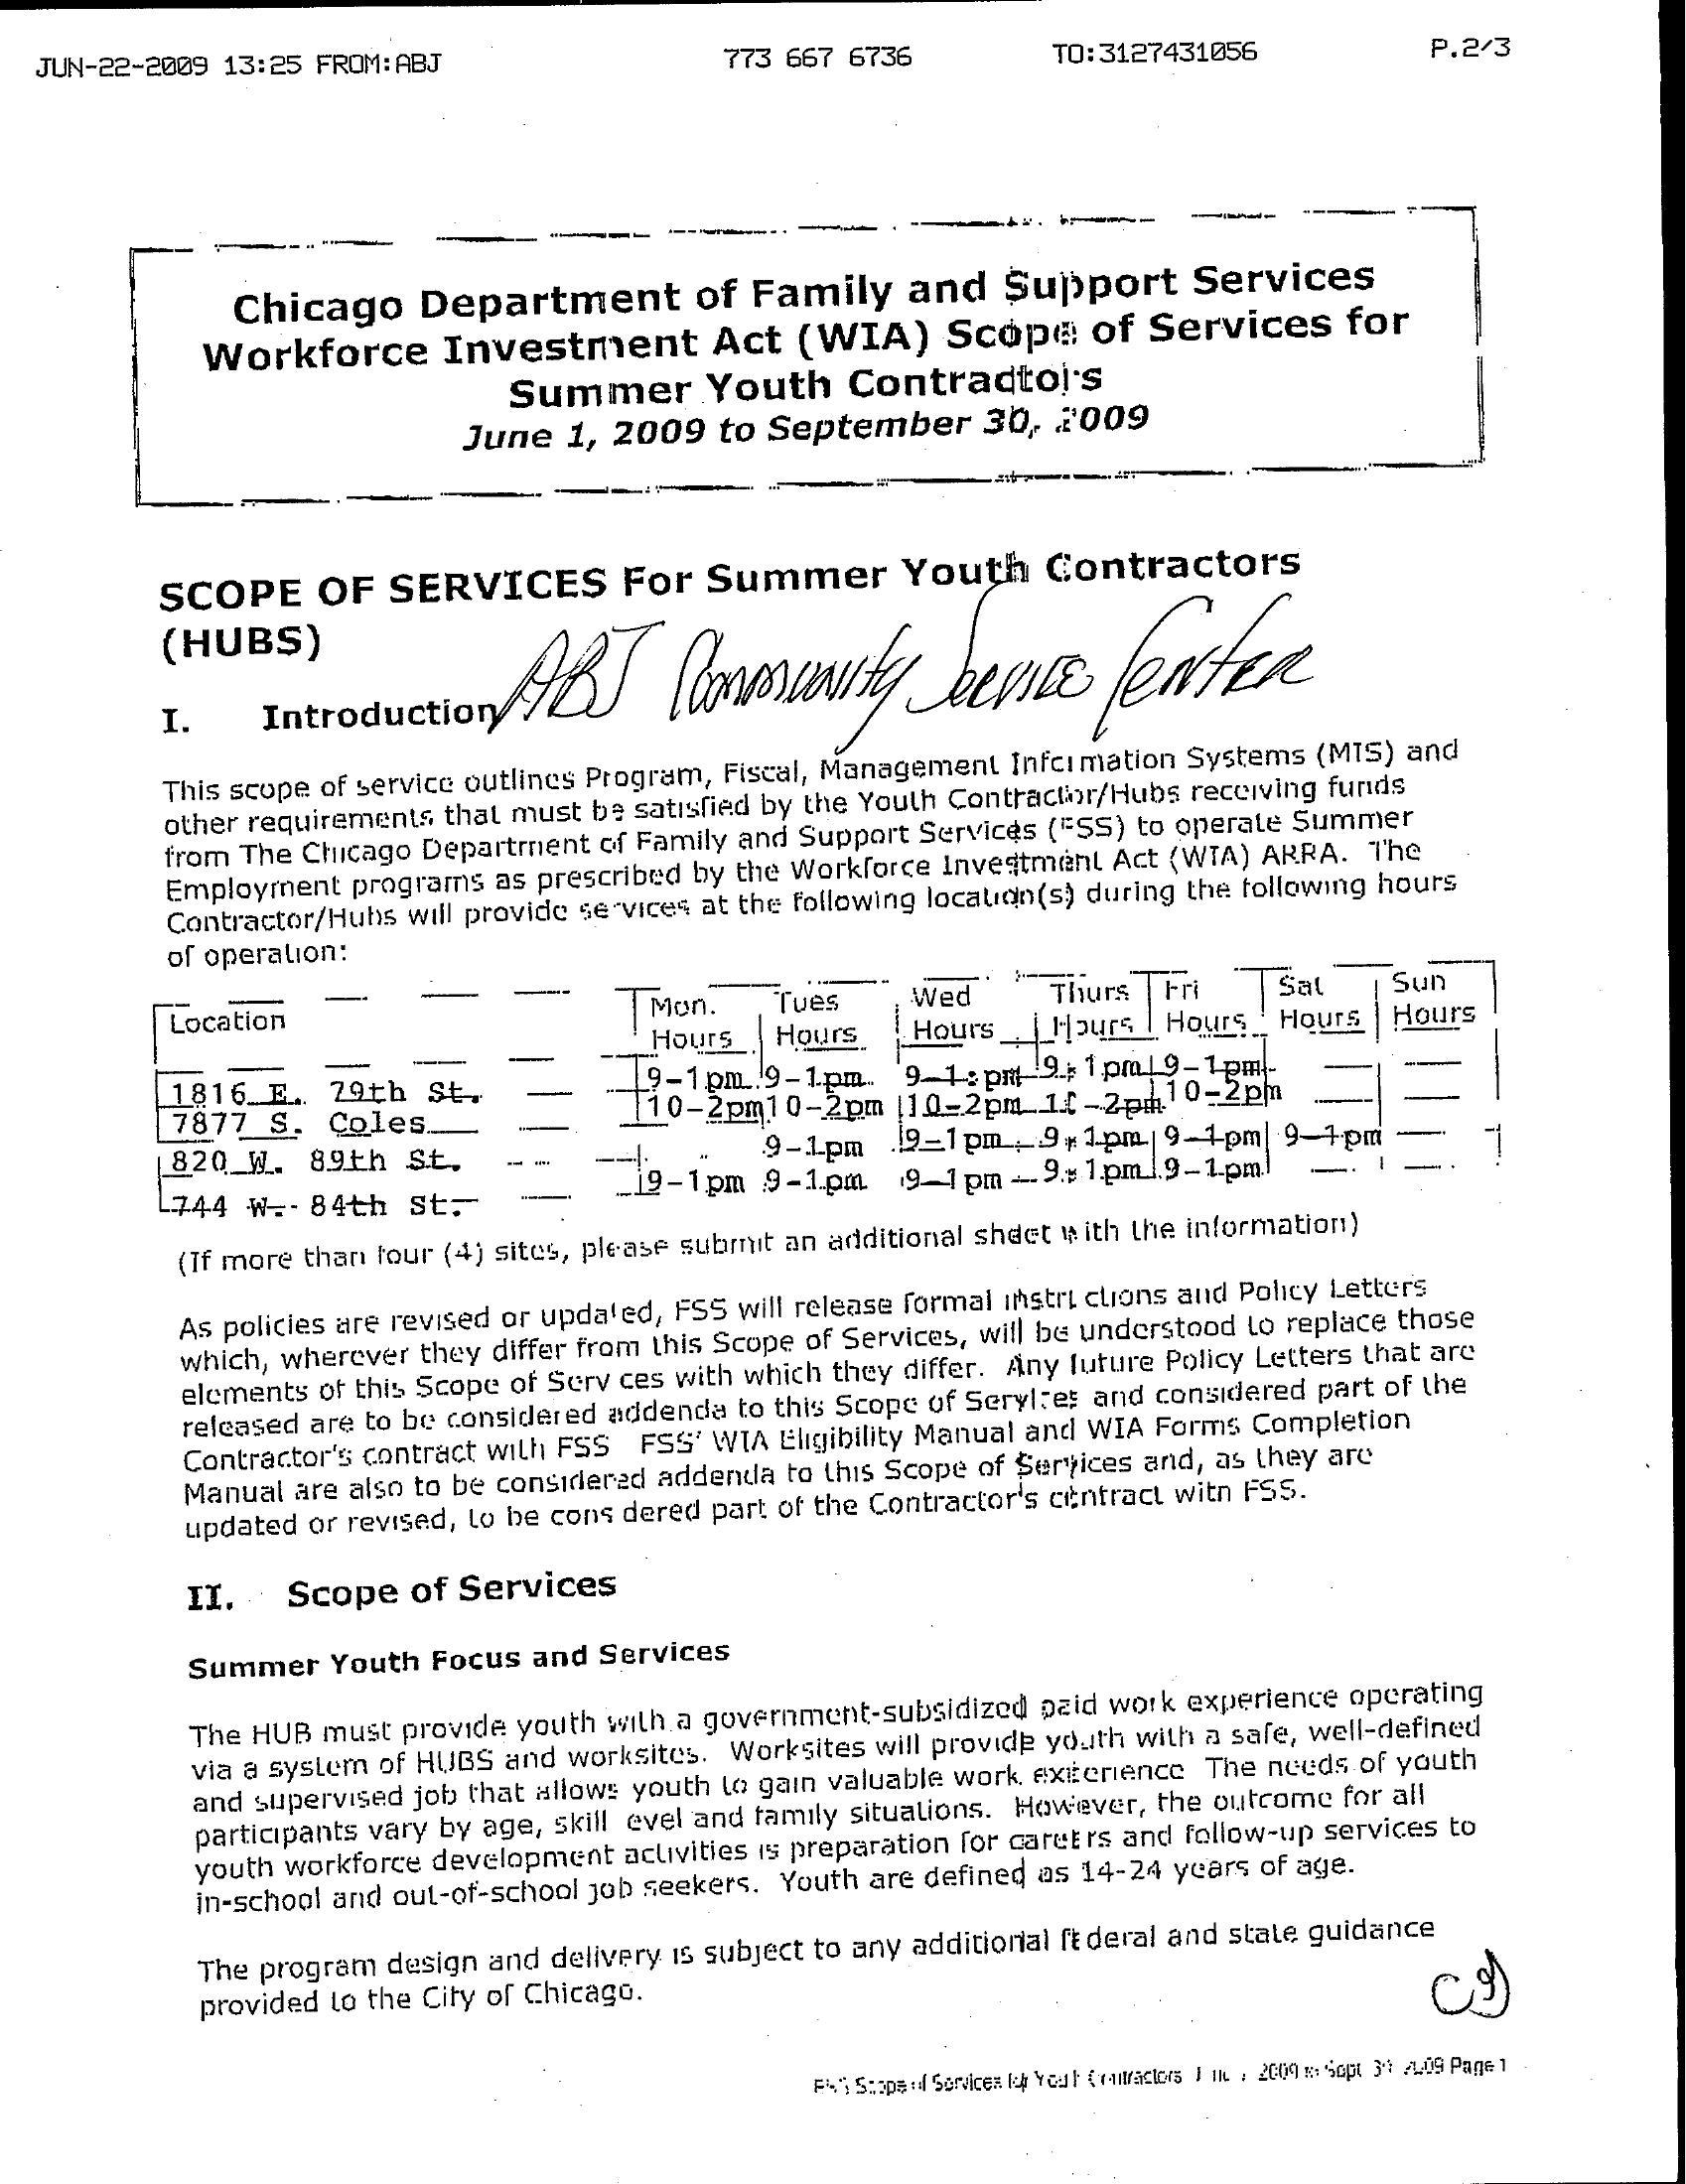 JUN-22-2009 13:25 FROM:ABJ 773 667 6736 TO:3127431056 P.2/3
Chicago Department of Family and Support Services
Workforce Investment Act (WIA) Scope of Services for
Summer Youth Contractors
June 1, 2009 to September 30, 2009
SCOPE OF SERVICES For Summer Youth Contractors
(HUBS)
ABJ Community Service Center
I. Introduction
This scope of service outlines Program, Fiscal, Management Information Systems (MIS) and
other requirements that must be satisfied by the Youth Contractor/Hubs receiving funds
from The Chicago Department of Family and Support Services (FSS) to operate Summer
Employment programs as prescribed by the Workforce Investment Act (WIA) ARRA. The
Contractor/Hubs will provide services at the following location(s) during the following hours
of operation:
Location Mon. Hours Tues Hours Wed Hours Thurs Hours Fri Hours Sat Hours Sun Hours
1816 E. 79th St. 9-1pm 9-1pm 9-1pm 9-1pm 9-1pm
7877 S. Coles 10-2pm 10-2pm 10-2pm 10-2pm 10-2pm
820 W. 89th St. 9-1pm 9-1pm 9-1pm 9-1pm 9-1pm
744 W. 84th St. 9-1pm 9-1pm 9-1pm 9-1pm 9-1pm
(If more than four (4) sites, please submit an additional sheet with the information)
As policies are revised or updated, FSS will release formal instructions and Policy Letters
which, wherever they differ from this Scope of Services, will be understood to replace those
elements of this Scope of Services with which they differ. Any future Policy Letters that are
released are to be considered addenda to this Scope of Services and considered part of the
Contractor's contract with FSS FSS' WIA Eligibility Manual and WIA Forms Completion
Manual are also to be considered addenda to this Scope of Services and, as they are
updated or revised, to be considered part of the Contractor's contract with FSS.
II. Scope of Services
Summer Youth Focus and Services
The HUB must provide youth with a government-subsidized paid work experience operating
via a system of HUBS and worksites. Worksites will provide youth with a safe, well-defined
and supervised job that allows youth to gain valuable work experience The needs of youth
participants vary by age, skill level and family situations. However, the outcome for all
youth workforce development activities is preparation for careers and follow-up services to
in-school and out-of-school job seekers. Youth are defined as 14-24 years of age.
The program design and delivery is subject to any additional federal and state guidance
provided to the City of Chicago.
FSS Scope of Services for Youth Contractors 2009 to Sept 30 2009 Page 1